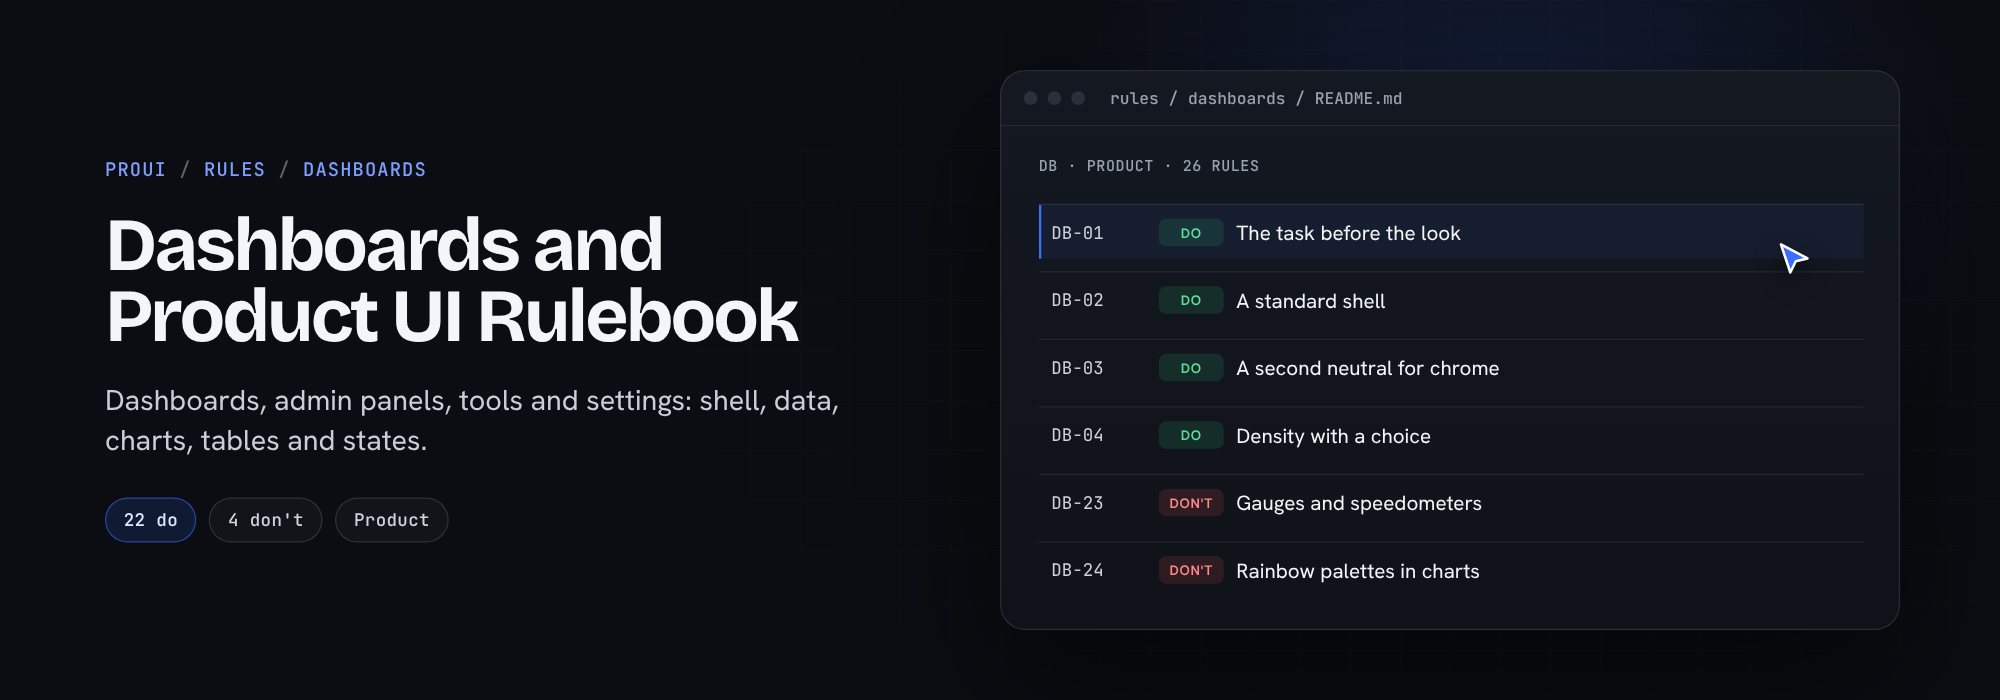 PROUI / RULES / DASHBOARDS
Dashboards and
Product UI Rulebook
Dashboards, admin panels, tools and settings: shell, data,
charts, tables and states.
22 do
4 don't
Product
rules / dashboards / README.md
DB · PRODUCT · 26 RULES
DB-01 DO The task before the look
DB-02 DO A standard shell
DB-03 DO A second neutral for chrome
DB-04 DO Density with a choice
DB-23 DON'T Gauges and speedometers
DB-24 DON'T Rainbow palettes in charts